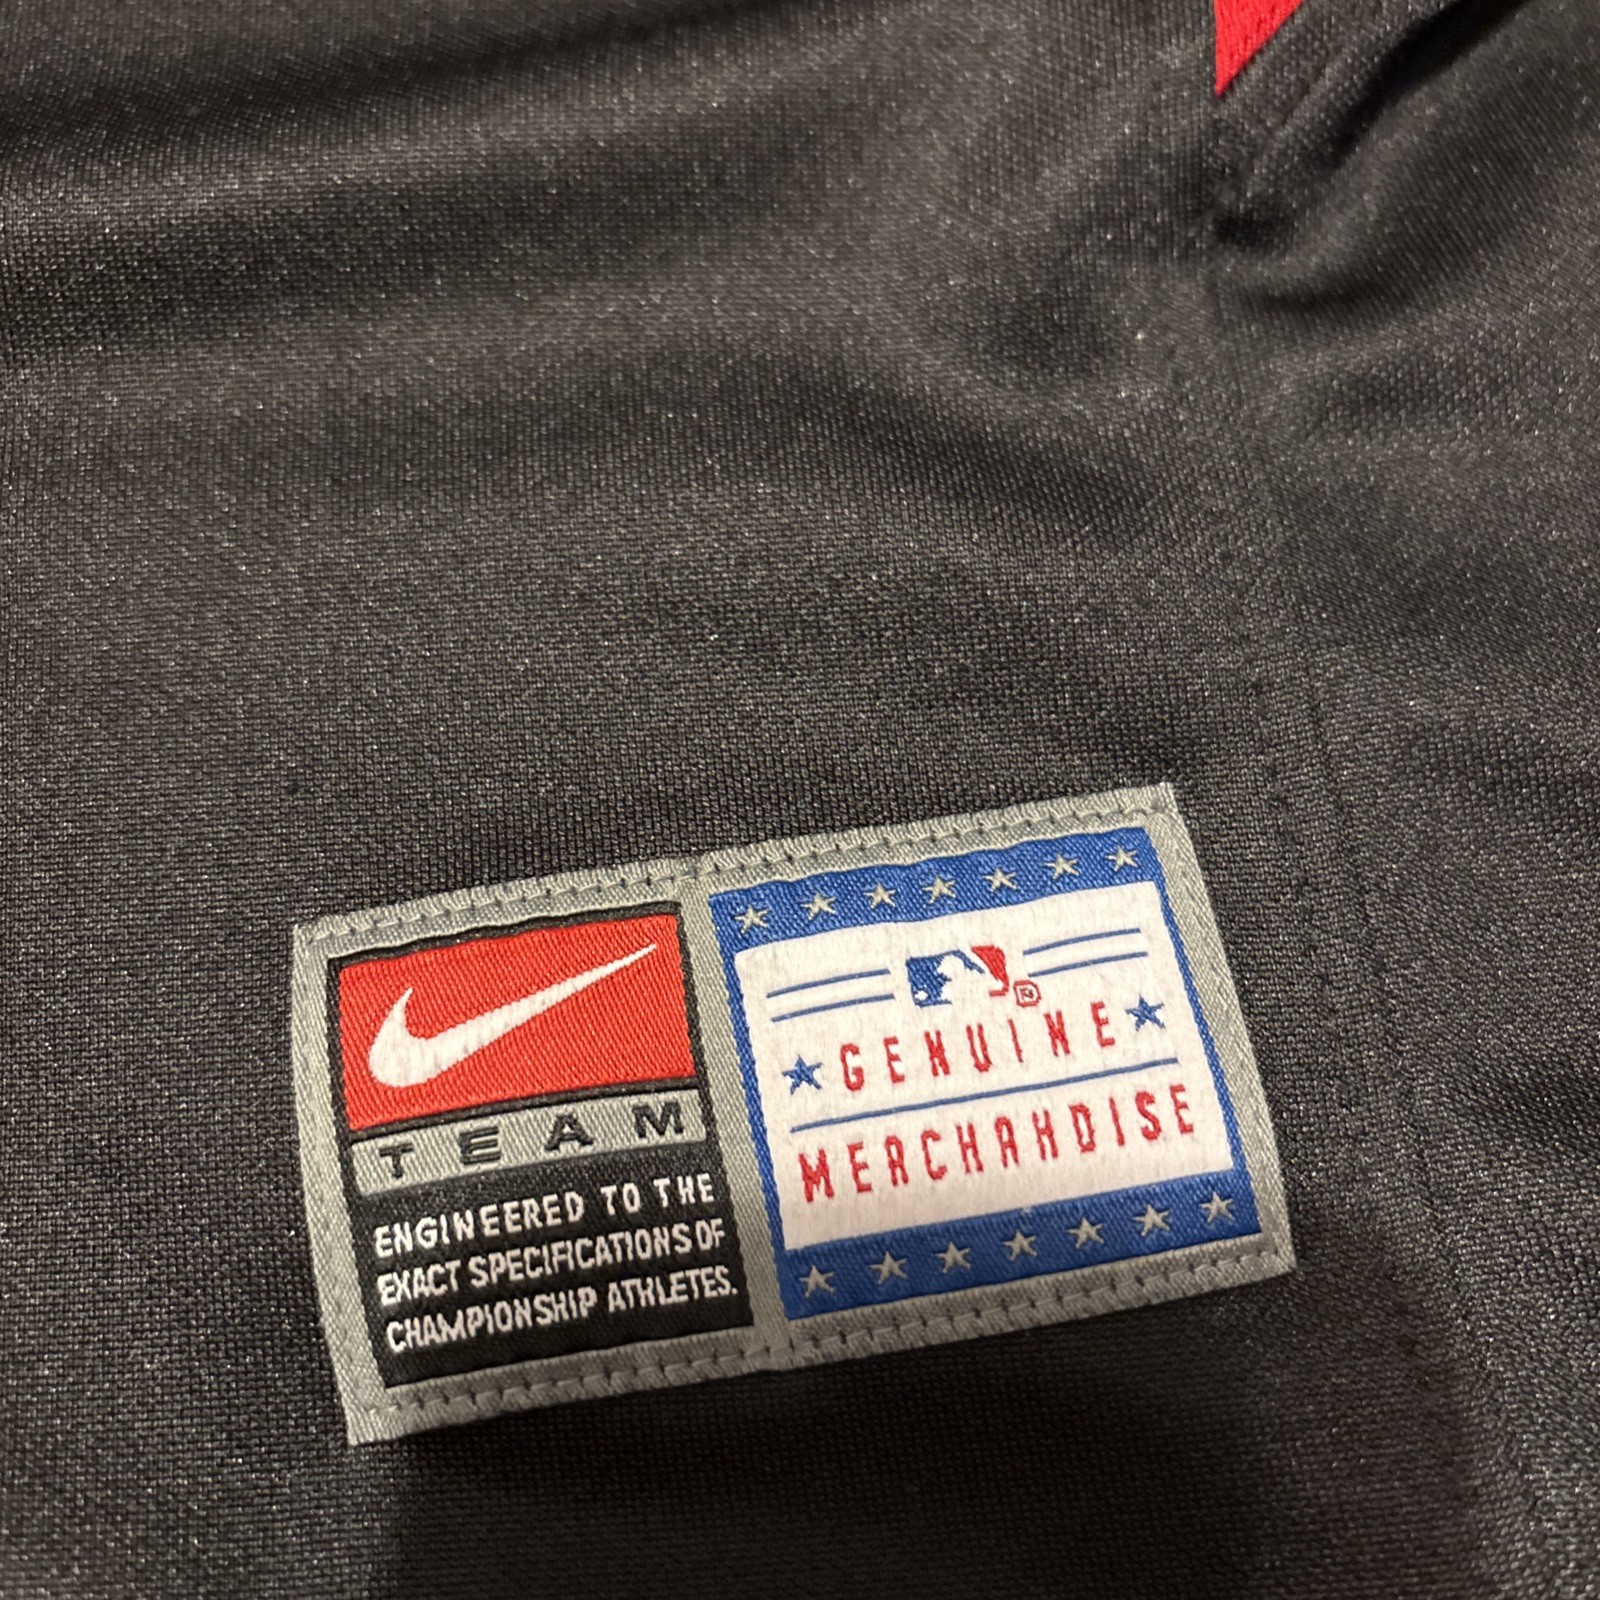 TEAM
ENGINEERED TO THE
EXACT SPECIFICATIONS OF
CHAMPIONSHIP ATHLETES.
®
GENUINE
MERCHANDISE